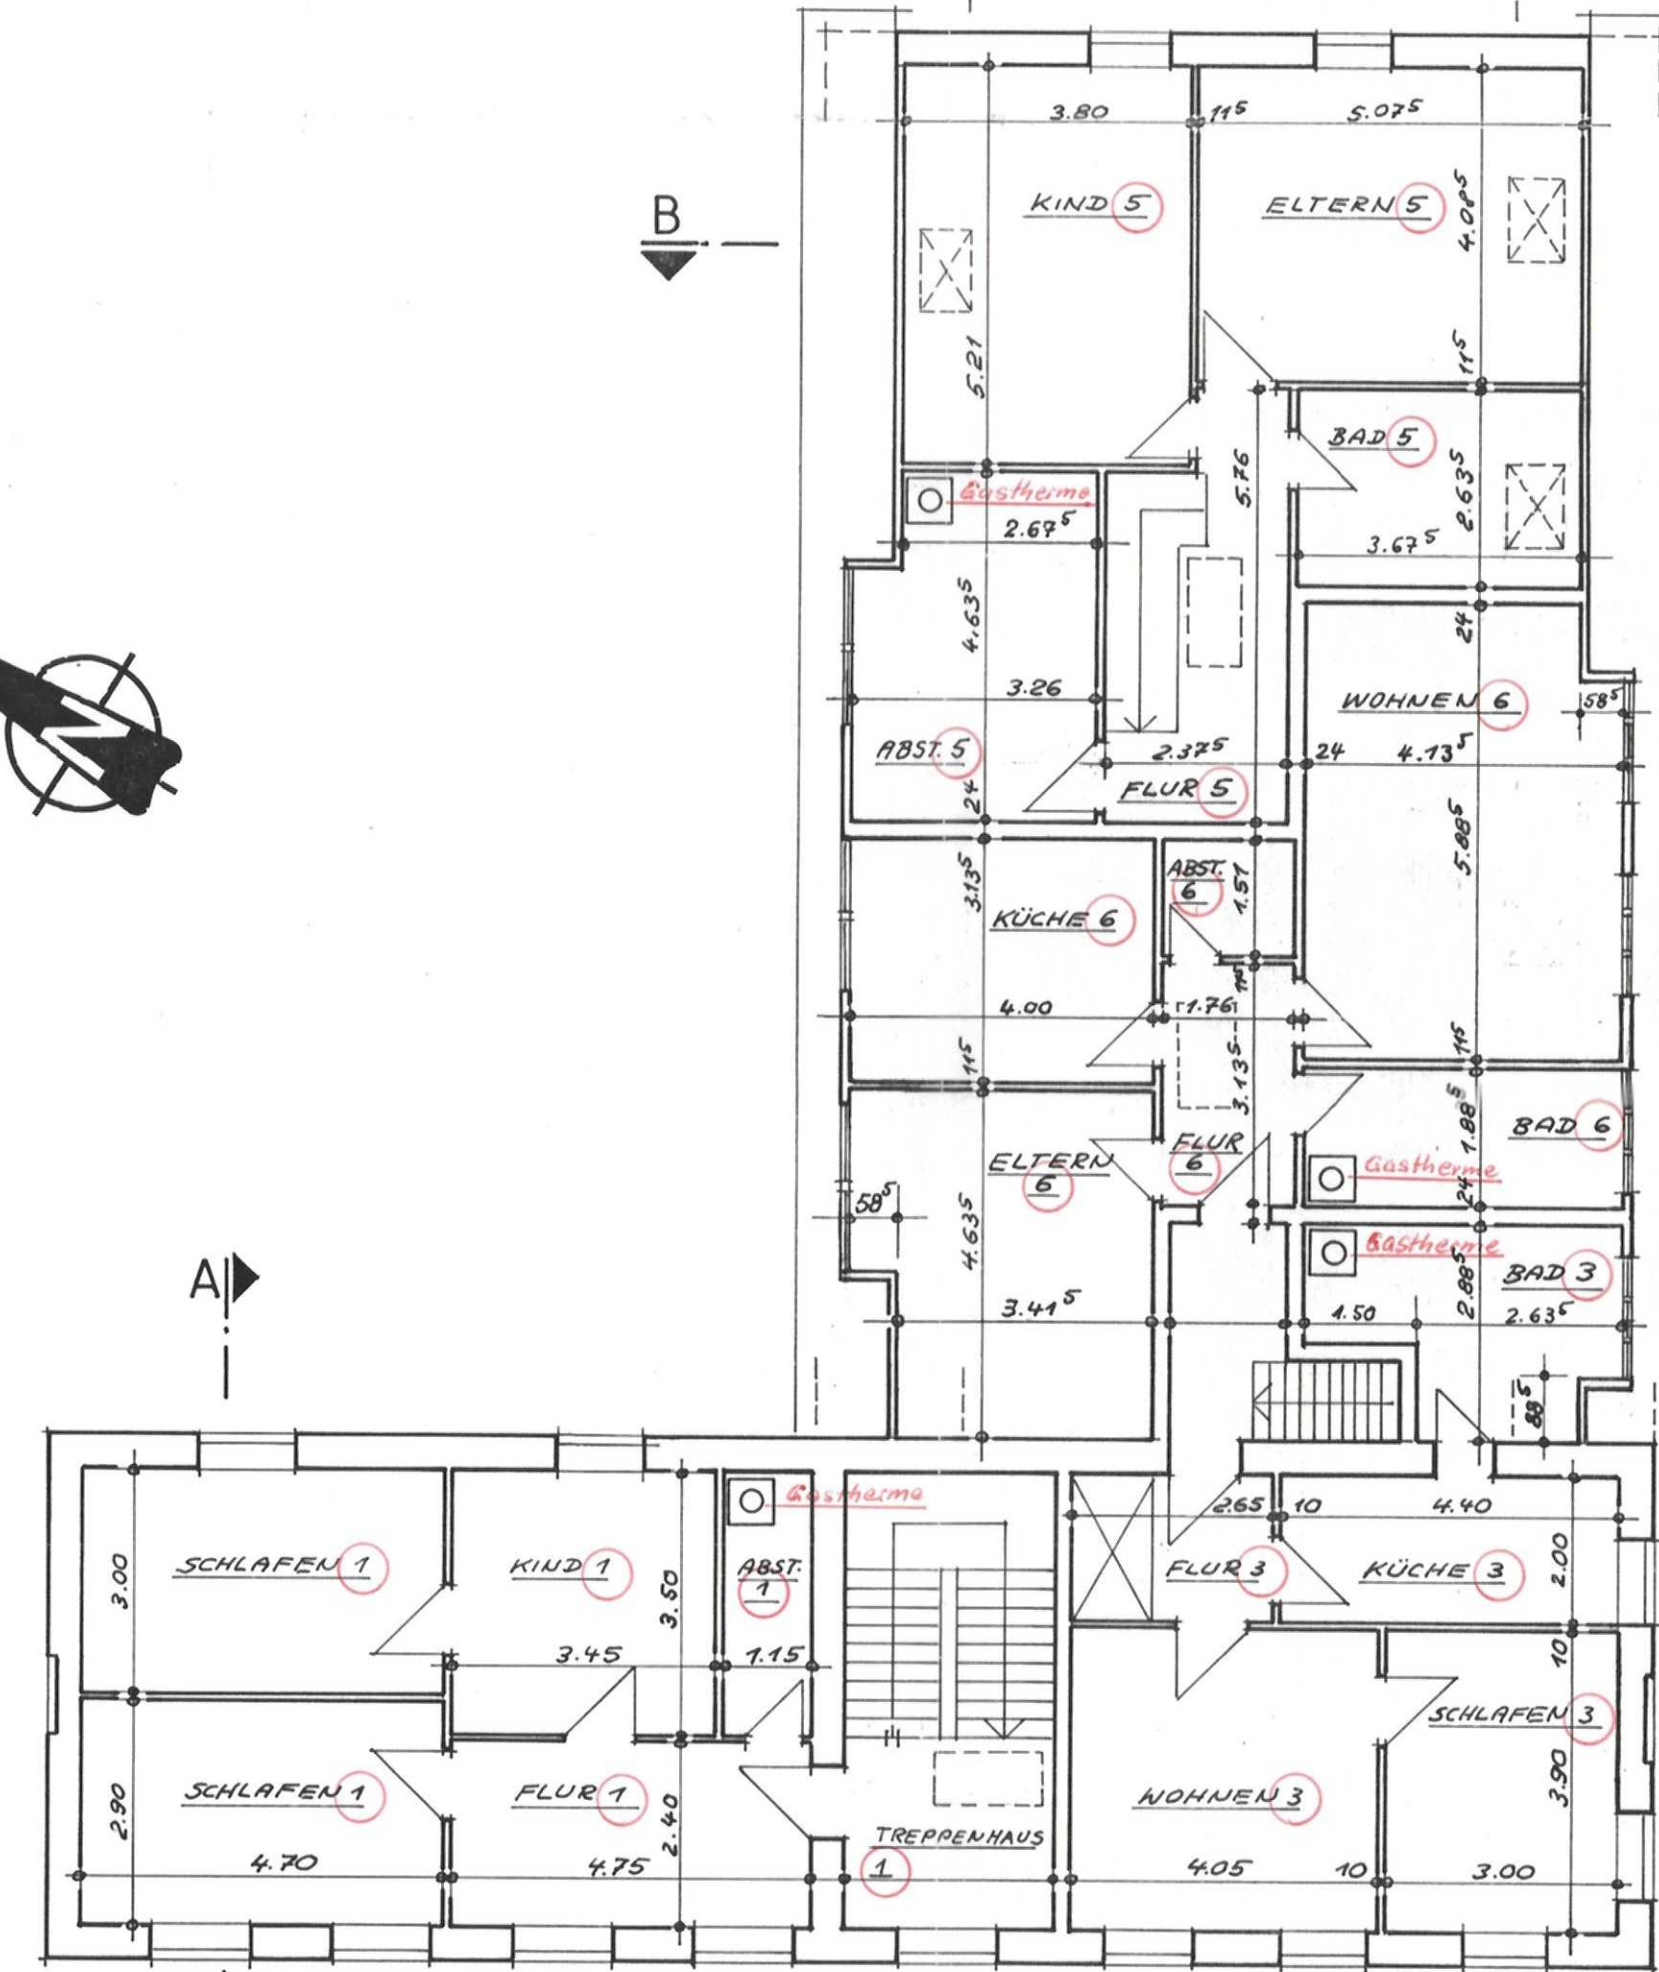 3.80 11⁵ 5.07⁵
B
KIND 5
ELTERN 5
4.08⁵
5.21
11⁵
BAD 5
5.76
2.63⁵
Gastherme
2.67⁵
3.67⁵
4.63⁵
24
3.26
WOHNEN 6
58⁵
ABST. 5
2.37⁵
24
4.13⁵
FLUR 5
24
5.88⁵
3.13⁵
ABST.
6
1.51
KÜCHE 6
11⁵
4.00
1.76
11⁵
3.13⁵
11⁵
1.88⁵
BAD 6
ELTERN
6
FLUR
6
Gastherme
24
58⁵
4.63⁵
Gastherme
BAD 3
2.88⁵
A
3.41⁵
1.50
2.63⁵
88⁵
Gastherme
2.65 10 4.40
SCHLAFEN 1
KIND 1
ABST.
1
FLUR 3
KÜCHE 3
3.00
3.50
2.00
3.45
1.15
10
SCHLAFEN 3
SCHLAFEN 1
FLUR 1
WOHNEN 3
2.90
2.40
3.90
TREPPENHAUS
1
4.70
4.75
4.05
10
3.00